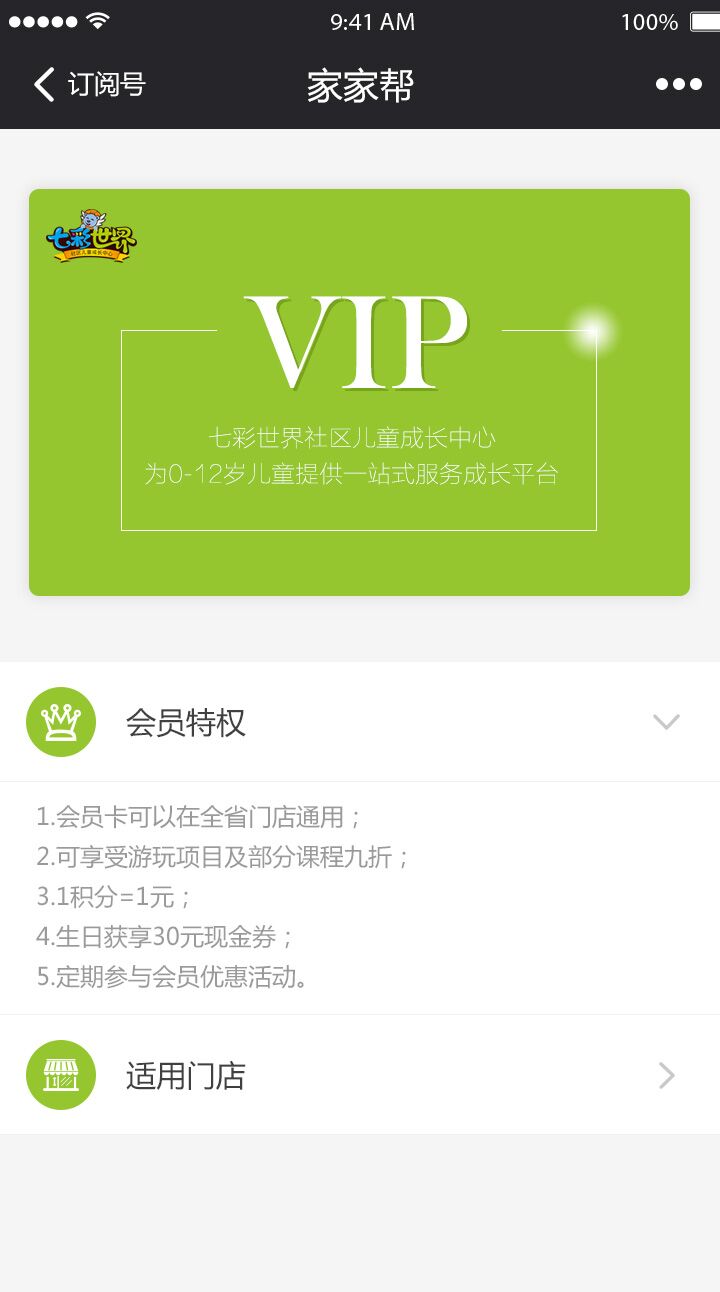 9:41 AM
100%
订阅号
家家帮
七彩世界
社区儿童成长中心
VIP
七彩世界社区儿童成长中心
为0-12岁儿童提供一站式服务成长平台
会员特权
1.会员卡可以在全省门店通用；
2.可享受游玩项目及部分课程九折；
3.1积分=1元；
4.生日获享30元现金券；
5.定期参与会员优惠活动。
适用门店